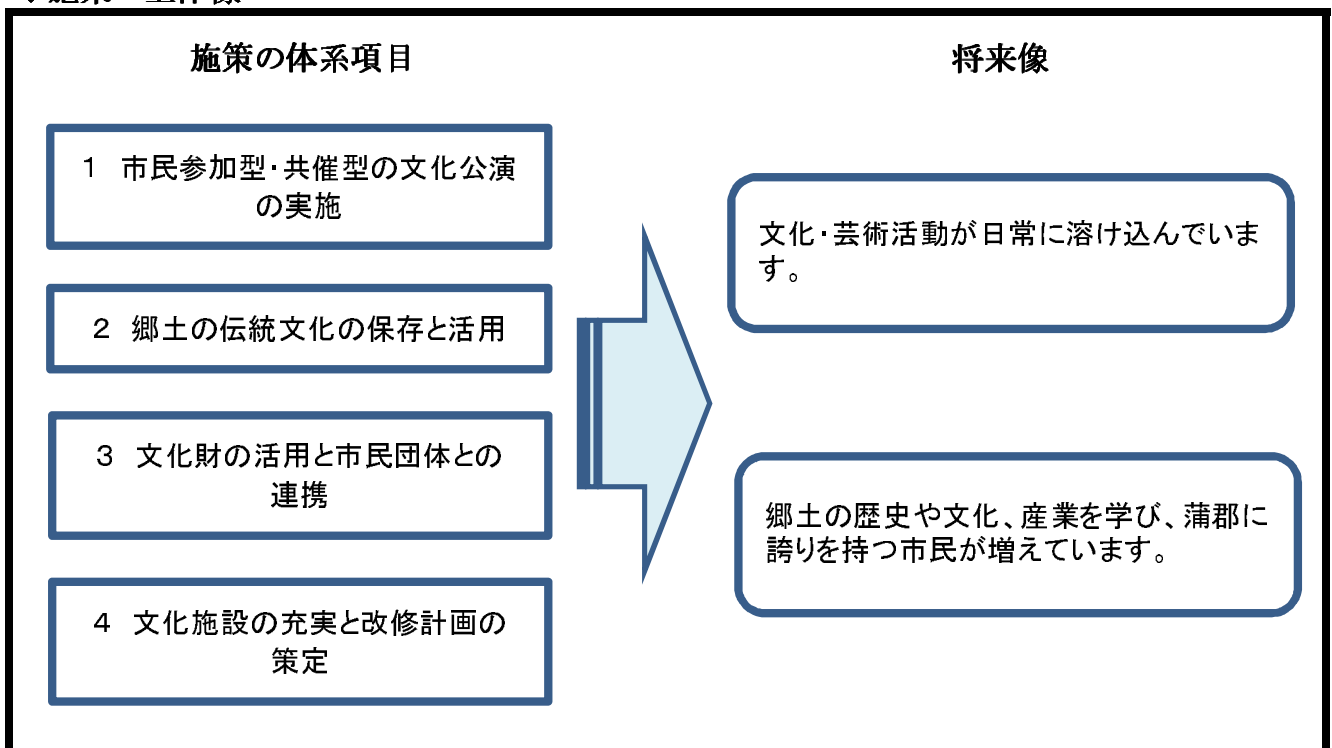 施策の体系項目
将来像
1 市民参加型・共催型の文化公演
の実施
2 郷土の伝統文化の保存と活用
3 文化財の活用と市民団体との
連携
4 文化施設の充実と改修計画の
策定
文化・芸術活動が日常に溶け込んでいま
す。
郷土の歴史や文化、産業を学び、蒲郡に
誇りを持つ市民が増えています。